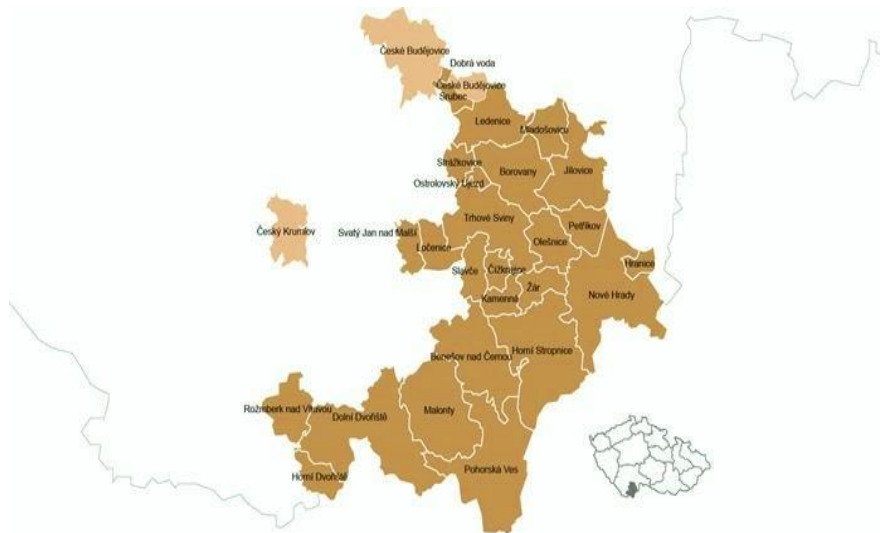 České Budějovice
Dobrá voda
České Budějovice
Srubec
Ledenice
Mladošovice
Strážkovice
Borovany
Jílovice
Ostrolovský Újezd
Trhové Sviny
Petříkov
Český Krumlov
Svatý Jan nad Malší
Ločenice
Olešnice
Slavče
Čížkrajice
Hranice
Žár
Kamenná
Nové Hrady
Horní Stropnice
Benešov nad Černou
Rožmberk nad Vltavou
Dolní Dvořiště
Malonty
Horní Dvořiště
Pohorská Ves